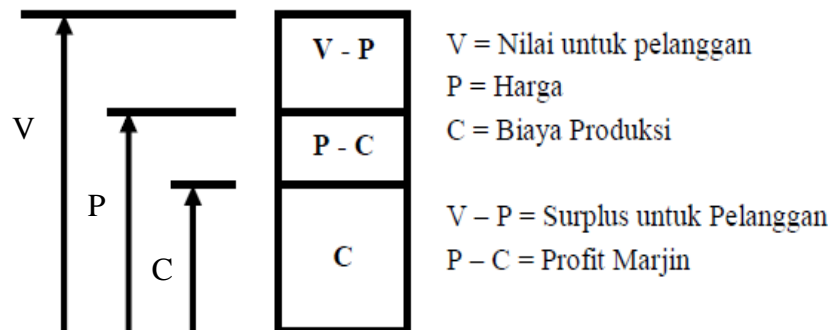 V
P
C
V - P
P - C
C
V = Nilai untuk pelanggan
P = Harga
C = Biaya Produksi
V – P = Surplus untuk Pelanggan
P – C = Profit Marjin